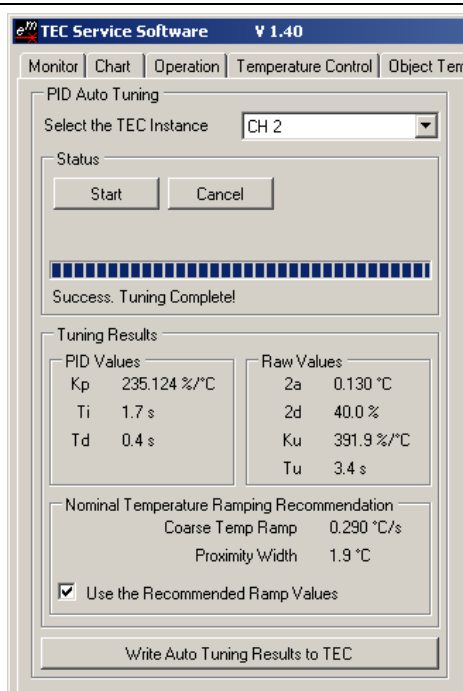 em TEC Service Software V 1.40
Monitor Chart Operation Temperature Control Object Tem
PID Auto Tuning
Select the TEC Instance CH 2
Status
Start Cancel
Success. Tuning Complete!
Tuning Results
PID Values
Kp 235.124 %/°C
Ti 1.7 s
Td 0.4 s
Raw Values
2a 0.130 °C
2d 40.0 %
Ku 391.9 %/°C
Tu 3.4 s
Nominal Temperature Ramping Recommendation
Coarse Temp Ramp 0.290 °C/s
Proximity Width 1.9 °C
Use the Recommended Ramp Values
Write Auto Tuning Results to TEC